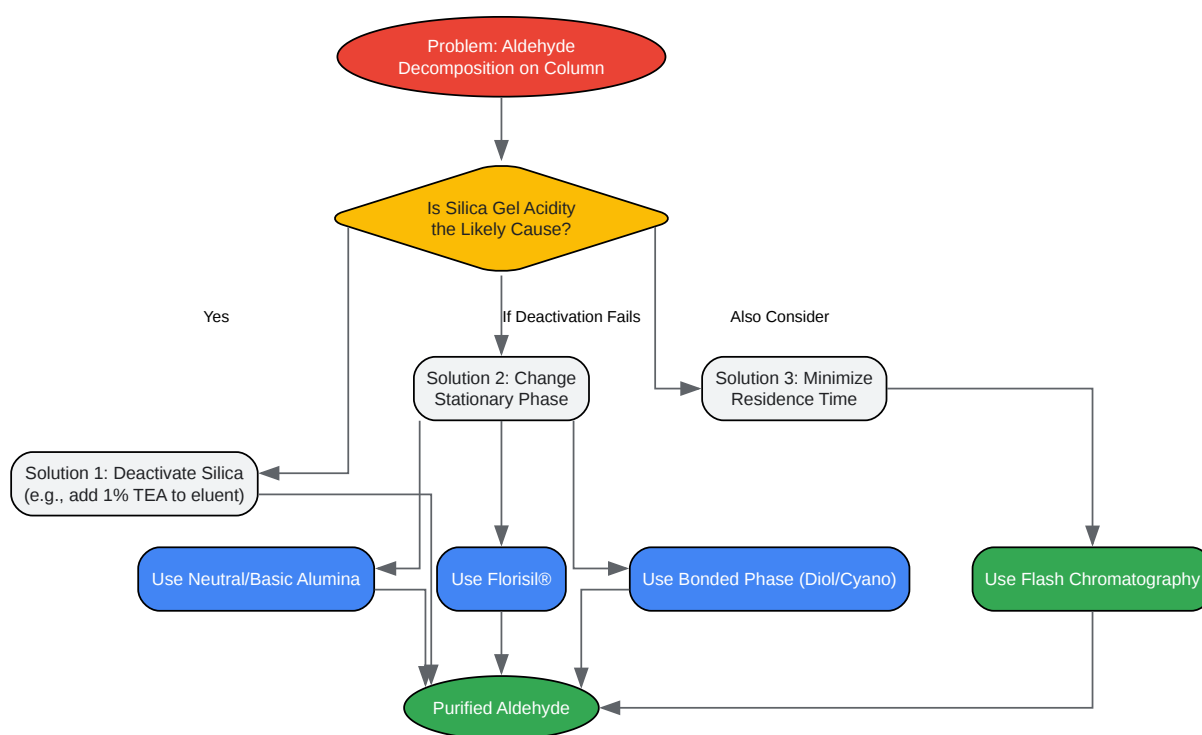 Problem: Aldehyde
Decomposition on Column
Is Silica Gel Acidity
the Likely Cause?
Yes
If Deactivation Fails
Also Consider
Solution 2: Change
Stationary Phase
Solution 3: Minimize
Residence Time
Solution 1: Deactivate Silica
(e.g., add 1% TEA to eluent)
Use Neutral/Basic Alumina
Use Florisil®
Use Bonded Phase (Diol/Cyano)
Use Flash Chromatography
Purified Aldehyde